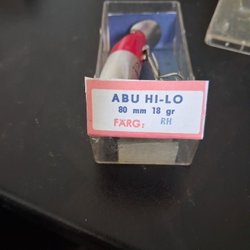 ABU HI-LO
80 mm 18 gr
FÄRG: RH